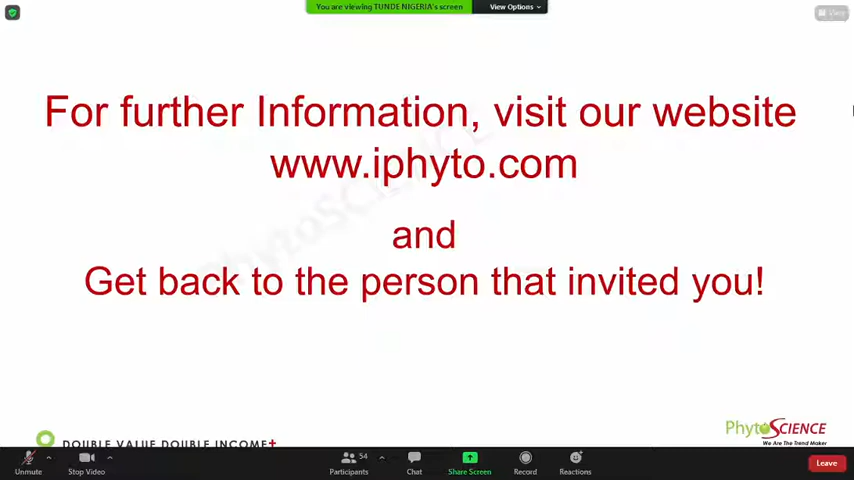 You are viewing TUNDE NIGERIA's screen
View Options
View
For further Information, visit our website
www.iphyto.com
and
Get back to the person that invited you!
PhytoSCIENCE
DOUBLE VALUE DOUBLE INCOME+
PhytoSCIENCE
We Are The Trend Maker
Unmute
Stop Video
54
Participants
Chat
Share Screen
Record
Reactions
Leave